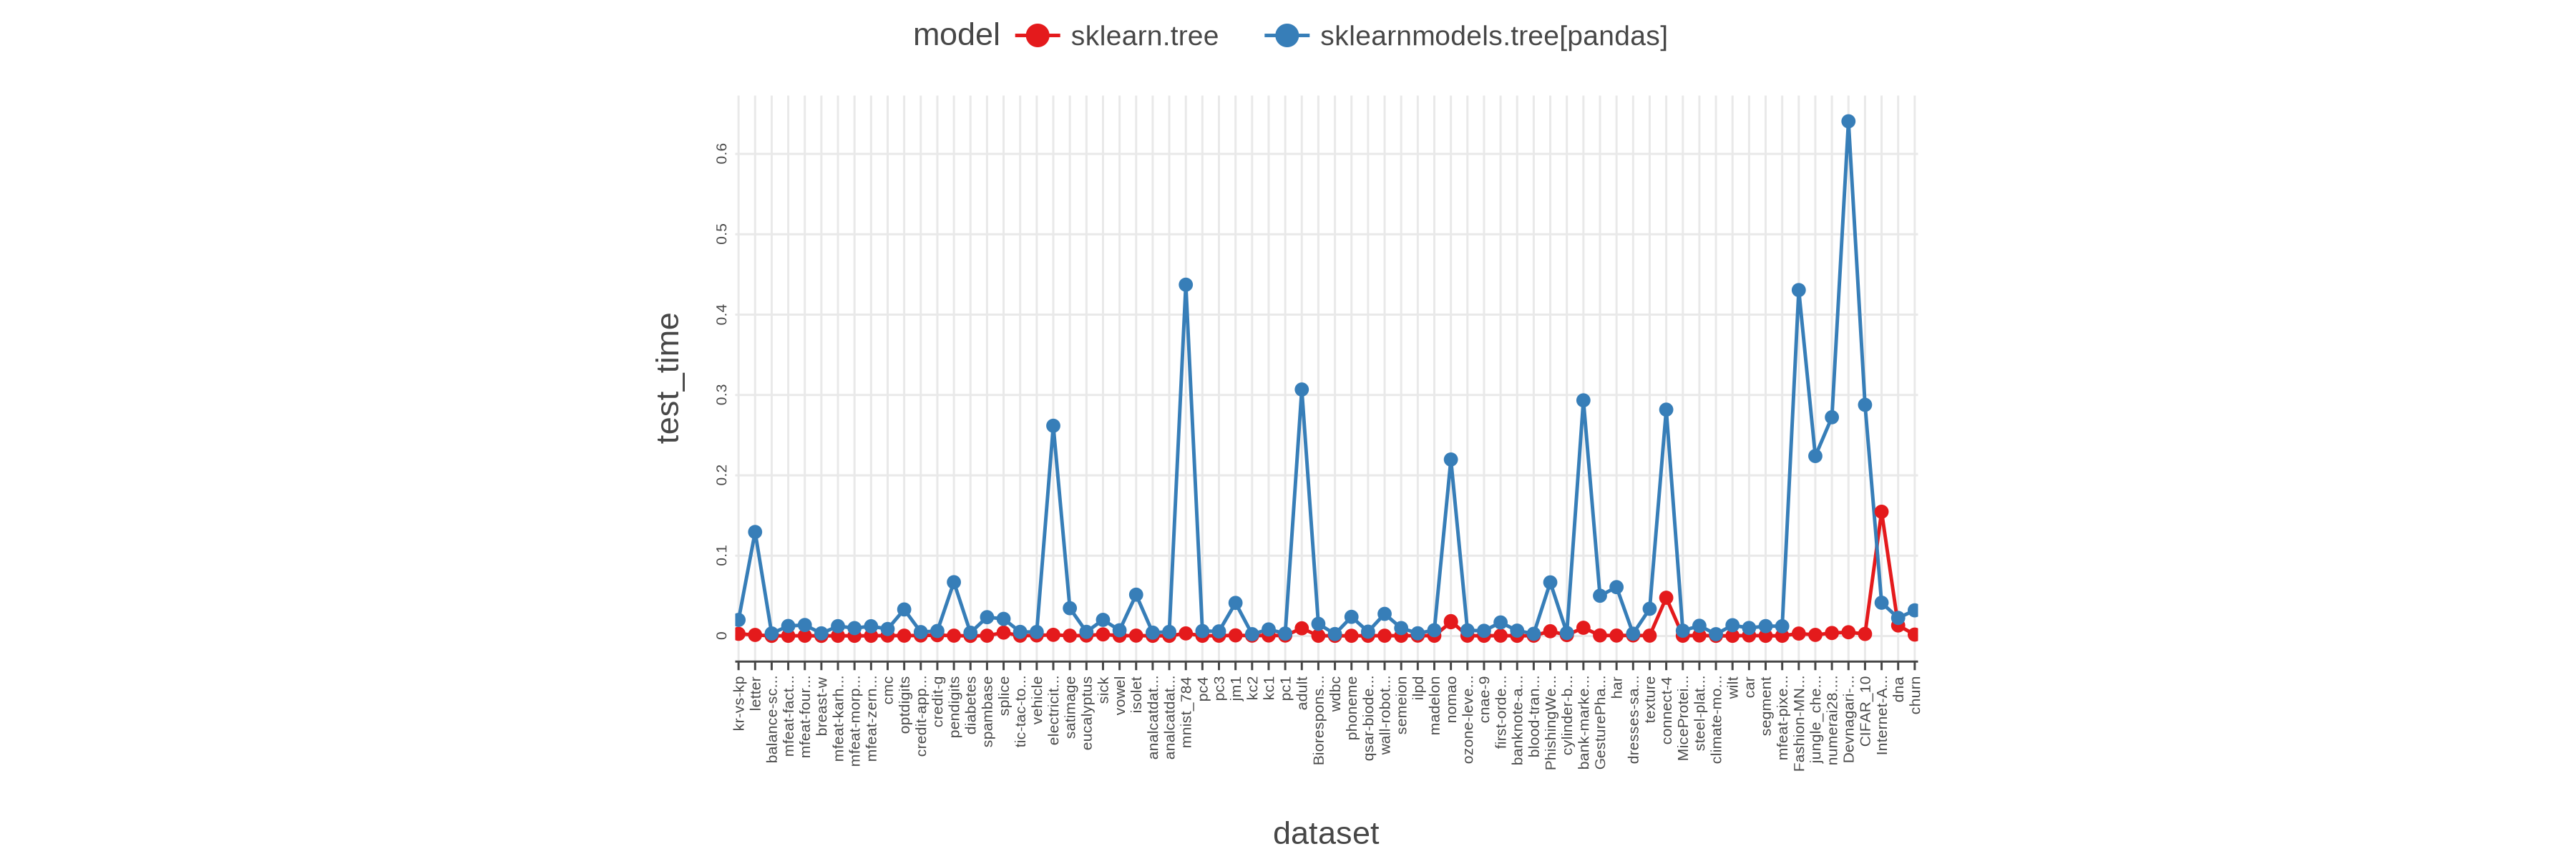 model sklearn.tree sklearnmodels.tree[pandas]
test_time
0.6
0.5
0.4
0.3
0.2
0.1
0
kr-vs-kp
letter
balance-sc…
mfeat-fact…
mfeat-four…
breast-w
mfeat-karh…
mfeat-morp…
mfeat-zern…
cmc
optdigits
credit-app…
credit-g
pendigits
diabetes
spambase
splice
tic-tac-to…
vehicle
electricit…
satimage
eucalyptus
sick
vowel
isolet
analcatdat…
analcatdat…
mnist_784
pc4
pc3
jm1
kc2
kc1
pc1
adult
Biorespons…
wdbc
phoneme
qsar-biode…
wall-robot…
semeion
ilpd
madelon
nomao
ozone-leve…
cnae-9
first-orde…
banknote-a…
blood-tran…
PhishingWe…
cylinder-b…
bank-marke…
GesturePha…
har
dresses-sa…
texture
connect-4
MiceProtei…
steel-plat…
climate-mo…
wilt
car
segment
mfeat-pixe…
Fashion-MN…
jungle_che…
numerai28.…
Devnagari-…
CIFAR_10
Internet-A…
dna
churn
dataset